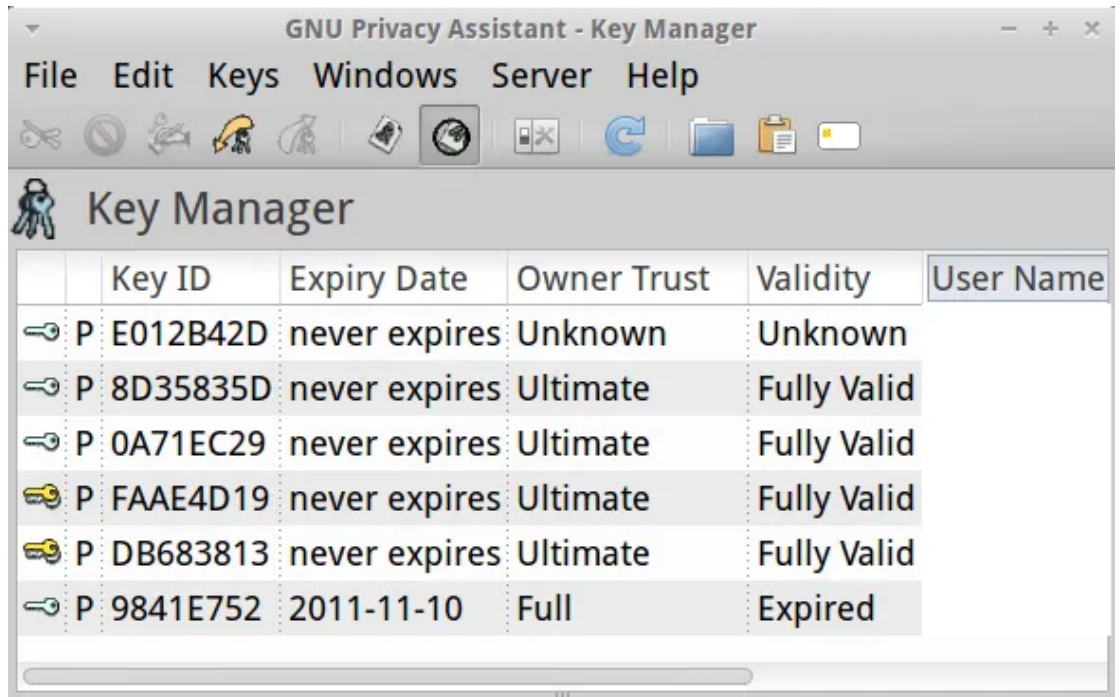 GNU Privacy Assistant - Key Manager
File Edit Keys Windows Server Help
Key Manager
Key ID Expiry Date Owner Trust Validity User Name
P E012B42D never expires Unknown Unknown
P 8D35835D never expires Ultimate Fully Valid
P 0A71EC29 never expires Ultimate Fully Valid
P FAAE4D19 never expires Ultimate Fully Valid
P DB683813 never expires Ultimate Fully Valid
P 9841E752 2011-11-10 Full Expired